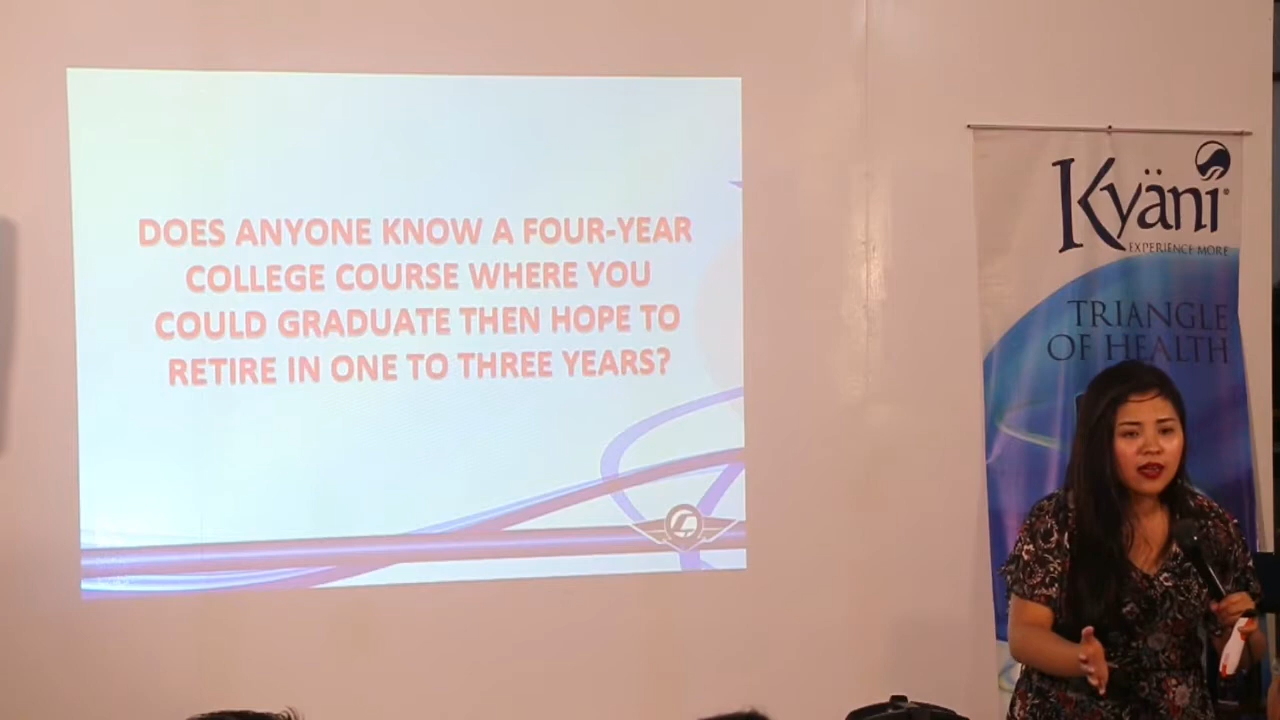 DOES ANYONE KNOW A FOUR-YEAR
COLLEGE COURSE WHERE YOU
COULD GRADUATE THEN HOPE TO
RETIRE IN ONE TO THREE YEARS?
Kyäni®
EXPERIENCE MORE
TRIANGLE
OF HEALTH